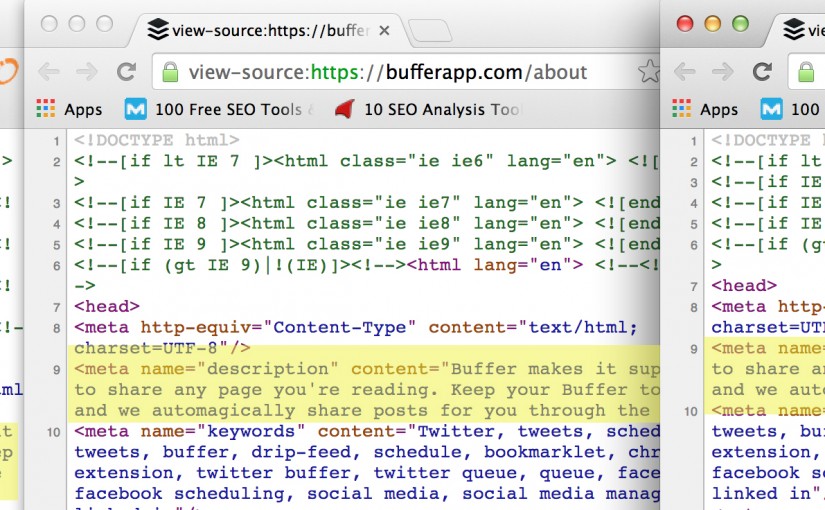 view-source:https://buffer
view-source:https://bufferapp.com/about
Apps
100 Free SEO Tools
10 SEO Analysis Too
1 <!DOCTYPE html>
2 <!--[if lt IE 7 ]><html class="ie ie6" lang="en"> <![
>
3 <!--[if IE 7 ]><html class="ie ie7" lang="en"> <![end
4 <!--[if IE 8 ]><html class="ie ie8" lang="en"> <![end
5 <!--[if IE 9 ]><html class="ie ie9" lang="en"> <![end
6 <!--[if (gt IE 9)|!(IE)]><!--><html lang="en"> <!--<!
->
7 <head>
8 <meta http-equiv="Content-Type" content="text/html;
charset=UTF-8"/>
9 <meta name="description" content="Buffer makes it sup
to share any page you're reading. Keep your Buffer to
and we automagically share posts for you through the
10 <meta name="keywords" content="Twitter, tweets, sched
tweets, buffer, drip-feed, schedule, bookmarklet, chr
extension, twitter buffer, twitter queue, queue, face
facebook scheduling, social media, social media manag
linked in"/>
vi
Apps
100
1 <!DOCTYPE
2 <!--[if lt
3 <!--[if IE
4 <!--[if IE
5 <!--[if IE
6 <!--[if (g
>
7 <head>
8 <meta http-
charset=UTF
9 <meta name=
to share an
and we auto
10 <meta name=
tweets, bu
extension,
facebook s
linked in"